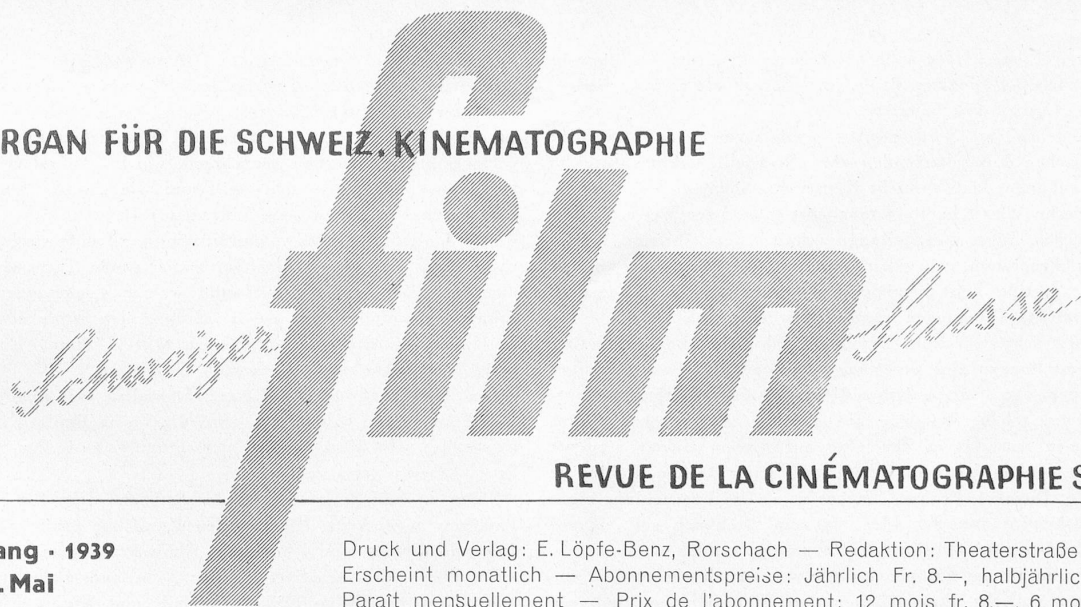 RGAN FÜR DIE SCHWEIZ. KINEMATOGRAPHIE
Schweizer film Suisse
REVUE DE LA CINÉMATOGRAPHIE S
ang · 1939
. Mai
Druck und Verlag: E. Löpfe-Benz, Rorschach — Redaktion: Theaterstraße
Erscheint monatlich — Abonnementspreise: Jährlich Fr. 8.—, halbjährlic
Paraît mensuellement — Prix de l'abonnement: 12 mois fr. 8.—, 6 mo